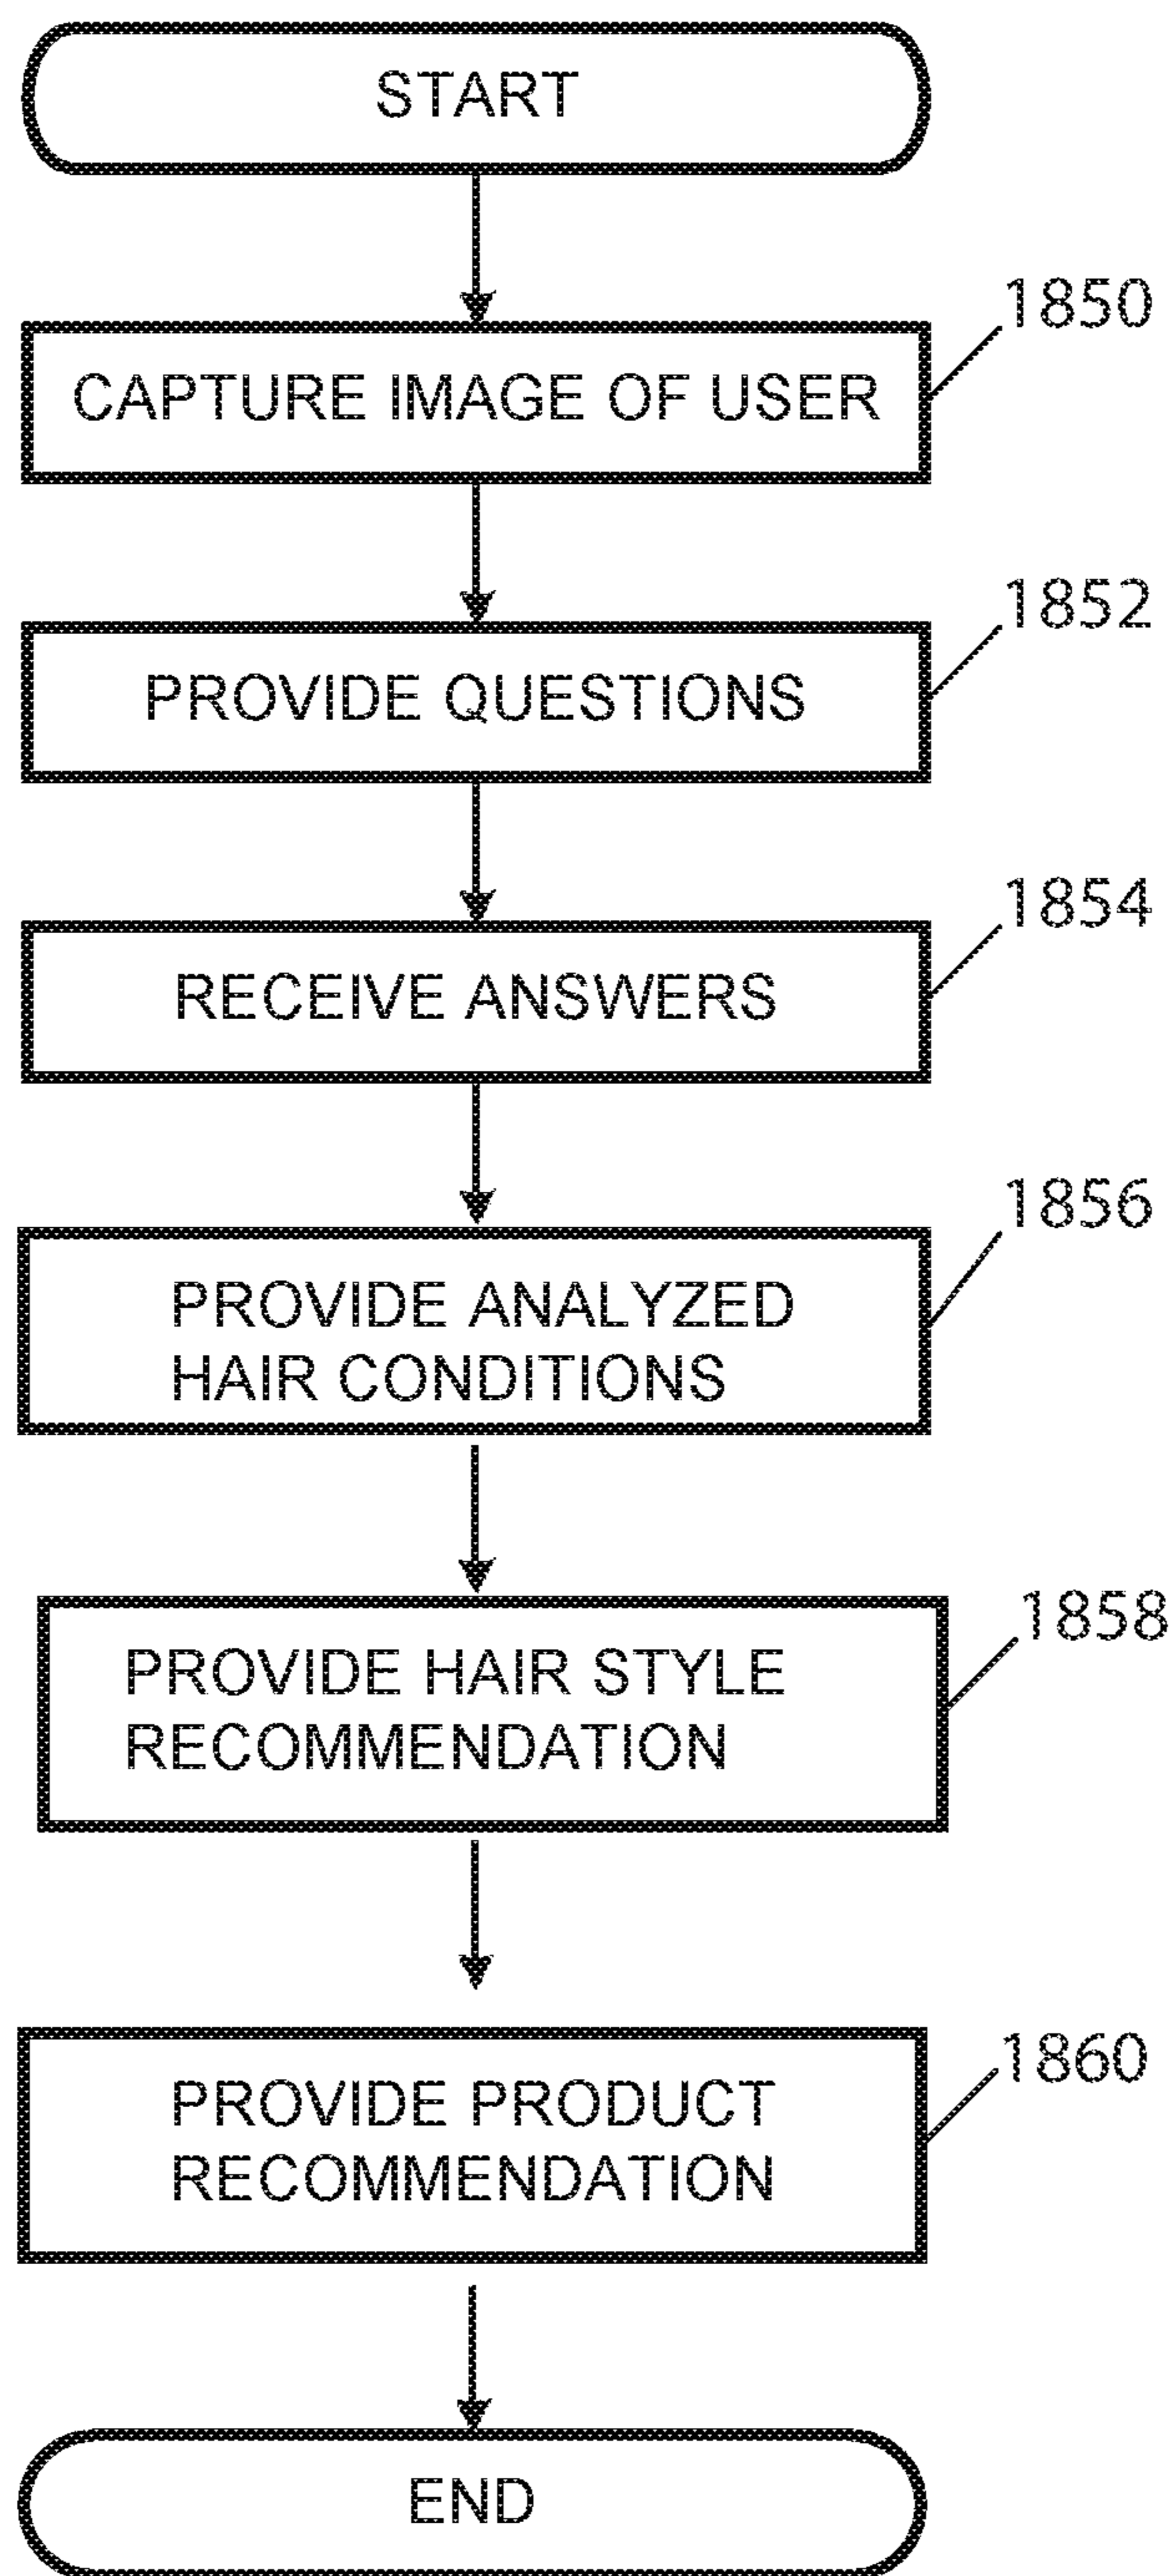 START
1850
CAPTURE IMAGE OF USER
1852
PROVIDE QUESTIONS
1854
RECEIVE ANSWERS
1856
PROVIDE ANALYZED
HAIR CONDITIONS
1858
PROVIDE HAIR STYLE
RECOMMENDATION
1860
PROVIDE PRODUCT
RECOMMENDATION
END